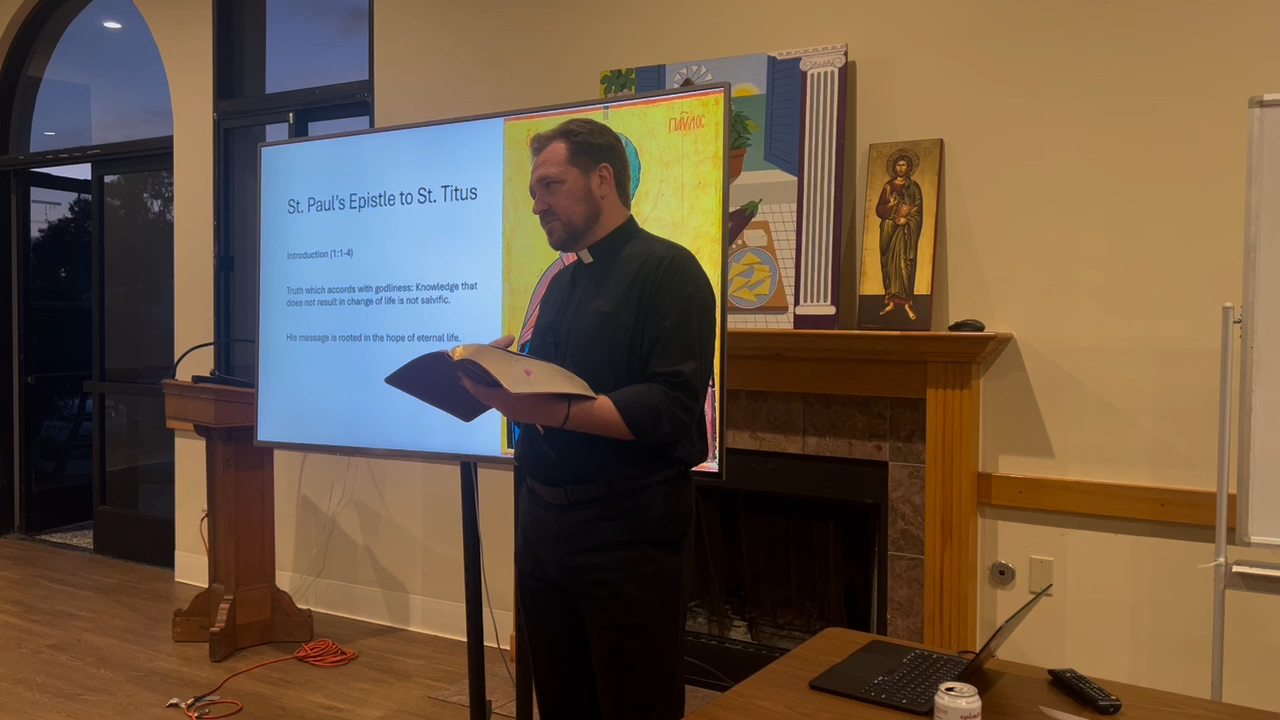 St. Paul's Epistle to St. Titus
Introduction (1:1-4)
Truth which accords with godliness: Knowledge that
does not result in change of life is not salvific.
His message is rooted in the hope of eternal life.
ΠΑΥΛΟC